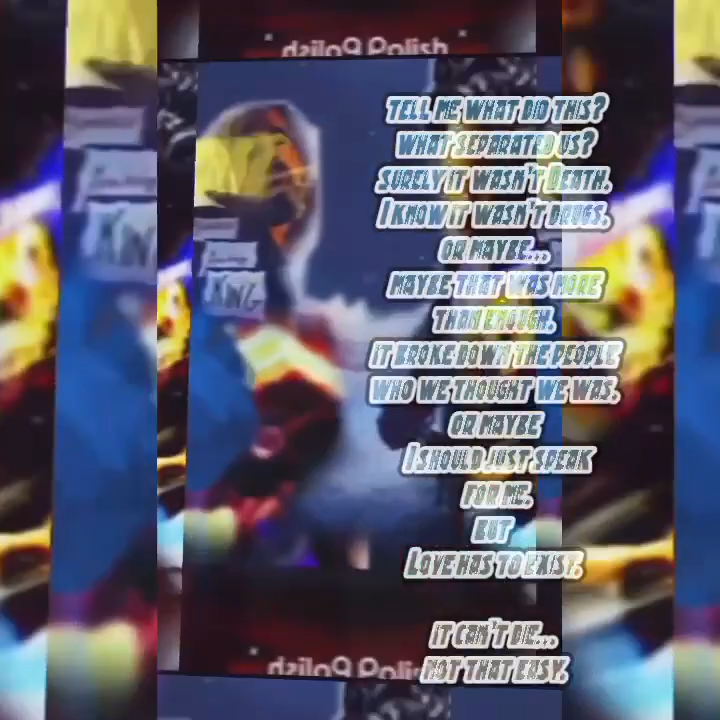 Polish
TELL ME WHAT DID THIS?
WHAT SEPARATED US?
SURELY IT WASN'T DEATH.
I KNOW IT WASN'T DRUGS.
OR MAYBE...
MAYBE THAT WAS MORE
THAN ENOUGH.
IT BROKE DOWN THE PEOPLE
WHO WE THOUGHT WE WAS.
OR MAYBE
I SHOULD JUST SPEAK
FOR ME.
BUT
LOVE HAS TO EXIST.
IT CAN'T DIE...
NOT THAT EASY.
KING